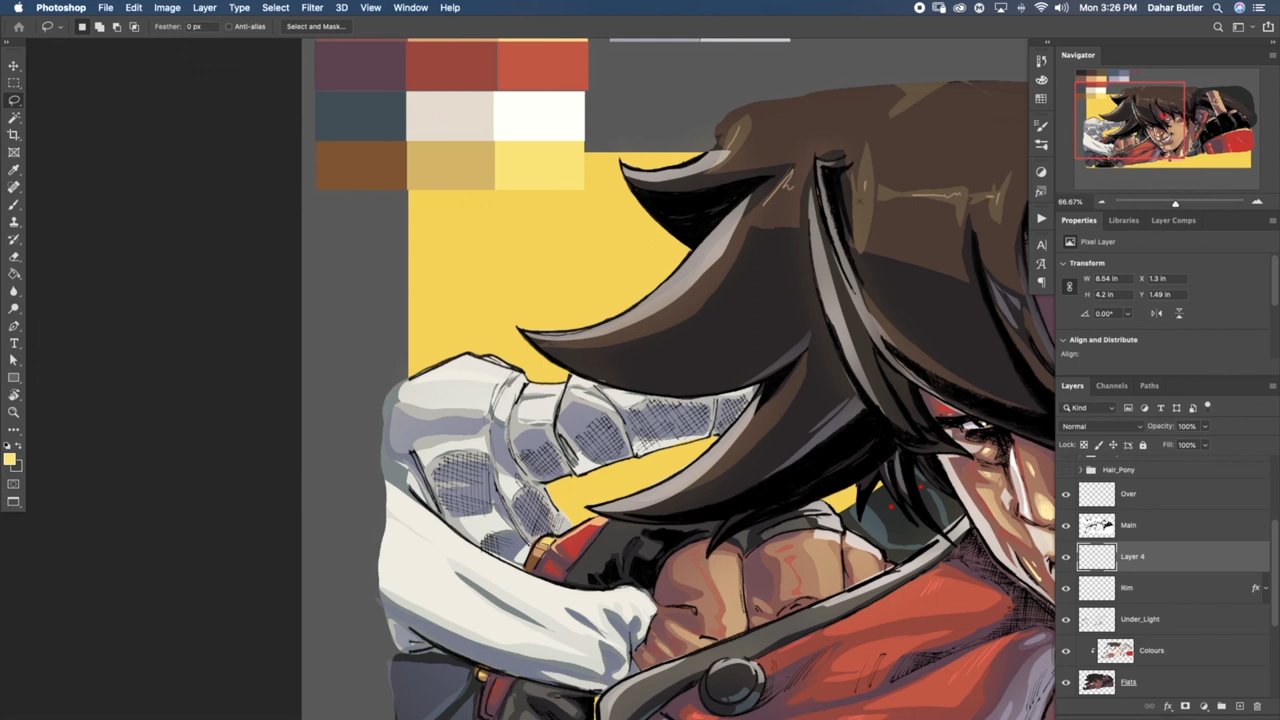 Photoshop File Edit Image Layer Type Select Filter 3D View Window Help Mon 3:26 PM Dahar Butler
Feather: 0 px Anti-alias Select and Mask...
Navigator
66.67%
Properties Libraries Layer Comps
Pixel Layer
Transform
W 8.54 in X 1.3 in
H 4.2 in Y 1.49 in
0.00°
Align and Distribute
Align:
Layers Channels Paths
Kind
Normal Opacity: 100%
Lock: Fill: 100%
Hair_Pony
Over
Main
Layer 4
Rim fx
Under_Light
Colours
Flats